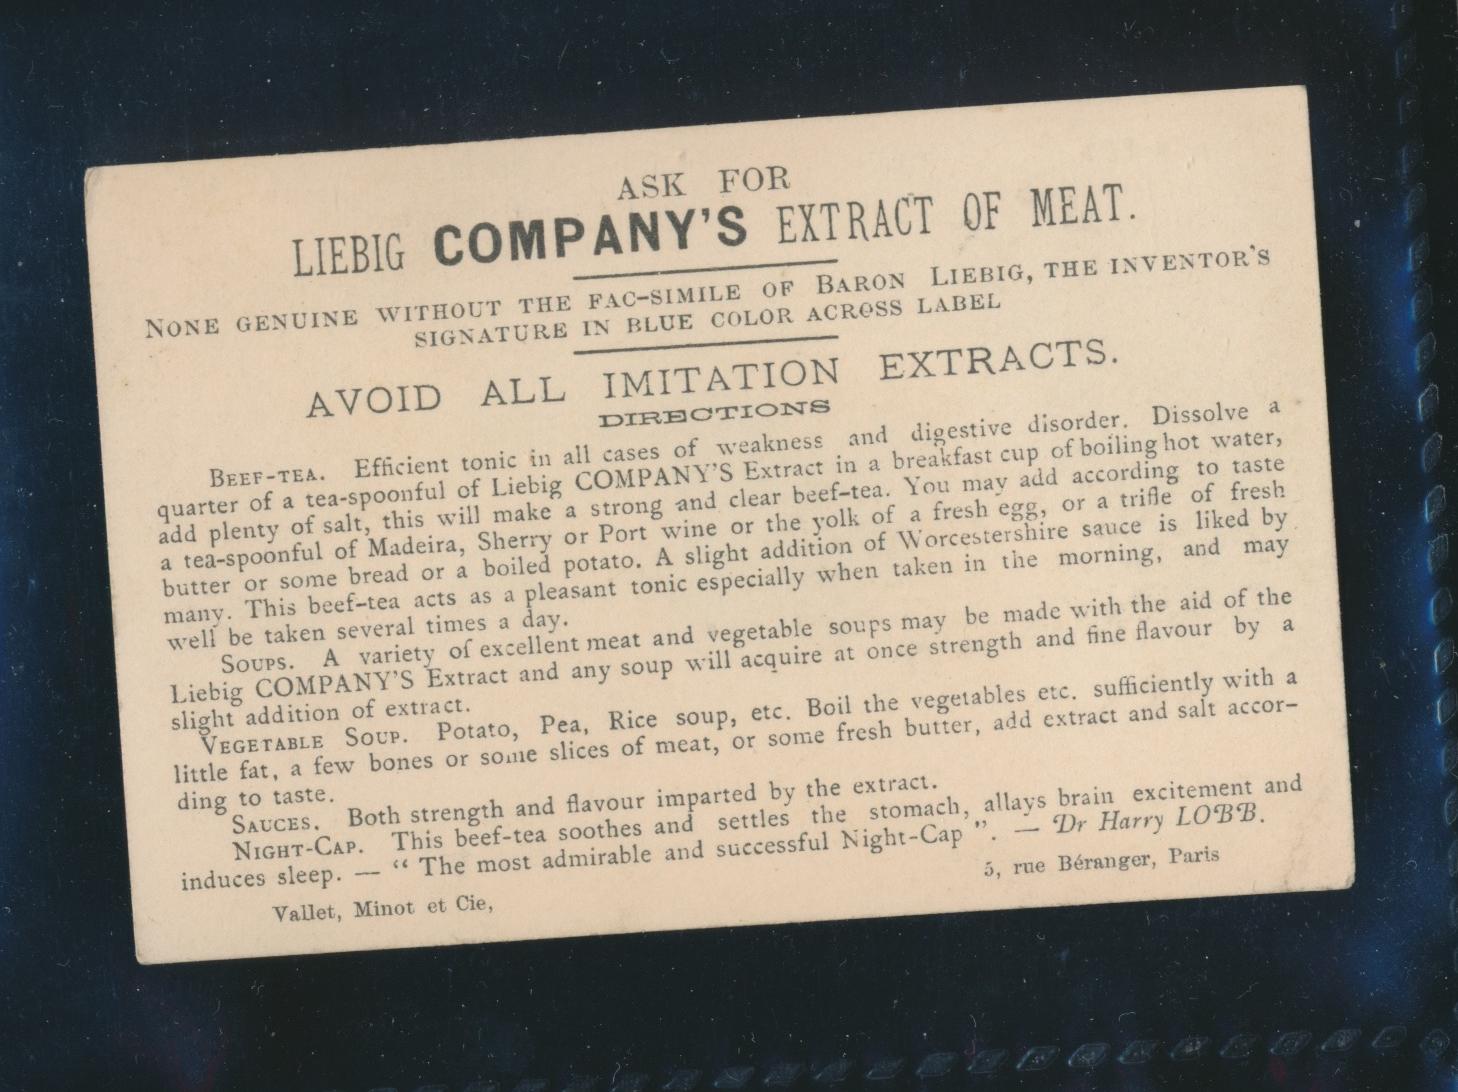 ASK FOR
LIEBIG COMPANY'S EXTRACT OF MEAT.
NONE GENUINE WITHOUT THE FAC-SIMILE OF BARON LIEBIG, THE INVENTOR'S
SIGNATURE IN BLUE COLOR ACROSS LABEL
AVOID ALL IMITATION EXTRACTS.
DIRECTIONS
BEEF-TEA. Efficient tonic in all cases of weakness and digestive disorder. Dissolve a
quarter of a tea-spoonful of Liebig COMPANY'S Extract in a breakfast cup of boiling hot water,
add plenty of salt, this will make a strong and clear beef-tea. You may add according to taste
a tea-spoonful of Madeira, Sherry or Port wine or the yolk of a fresh egg, or a trifle of fresh
butter or some bread or a boiled potato. A slight addition of Worcestershire sauce is liked by
many. This beef-tea acts as a pleasant tonic especially when taken in the morning, and may
well be taken several times a day.
SOUPS. A variety of excellent meat and vegetable soups may be made with the aid of the
Liebig COMPANY'S Extract and any soup will acquire at once strength and fine flavour by a
slight addition of extract.
VEGETABLE SOUP. Potato, Pea, Rice soup, etc. Boil the vegetables etc. sufficiently with a
little fat, a few bones or some slices of meat, or some fresh butter, add extract and salt accor-
ding to taste.
SAUCES. Both strength and flavour imparted by the extract.
NIGHT-CAP. This beef-tea soothes and settles the stomach, allays brain excitement and
induces sleep. — “ The most admirable and successful Night-Cap ”. — Dr Harry LOBB.
Vallet, Minot et Cie, 5, rue Béranger, Paris